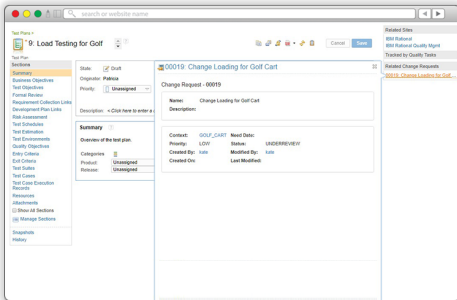 search or website name
Test Plans >
9: Load Testing for Golf
Cancel
Save
Test Plan
Sections
Summary
Business Objectives
Test Objectives
Formal Review
Requirement Collection Links
Development Plan Links
Risk Assessment
Test Schedules
Test Estimation
Test Environments
Quality Objectives
Entry Criteria
Exit Criteria
Test Suites
Test Cases
Test Case Execution
Records
Resources
Attachments
Show All Sections
Manage Sections
Snapshots
History
State: Draft
Originator: Patricia
Priority: Unassigned
Description: < Click here to enter a
Summary
Overview of the test plan.
Categories
Product: Unassigned
Release: Unassigned
00019: Change Loading for Golf Cart
Change Request - 00019
Name: Change Loading for Golf Cart
Description:
Context: GOLF_CART Need Date:
Priority: LOW Status: UNDERREVIEW
Created By: kate Modified By: kate
Created On: Last Modified:
Related Sites
IBM Rational
IBM Rational Quality Mgmt
Tracked by Quality Tasks
Related Change Requests
00019: Change Loading for Golf ...